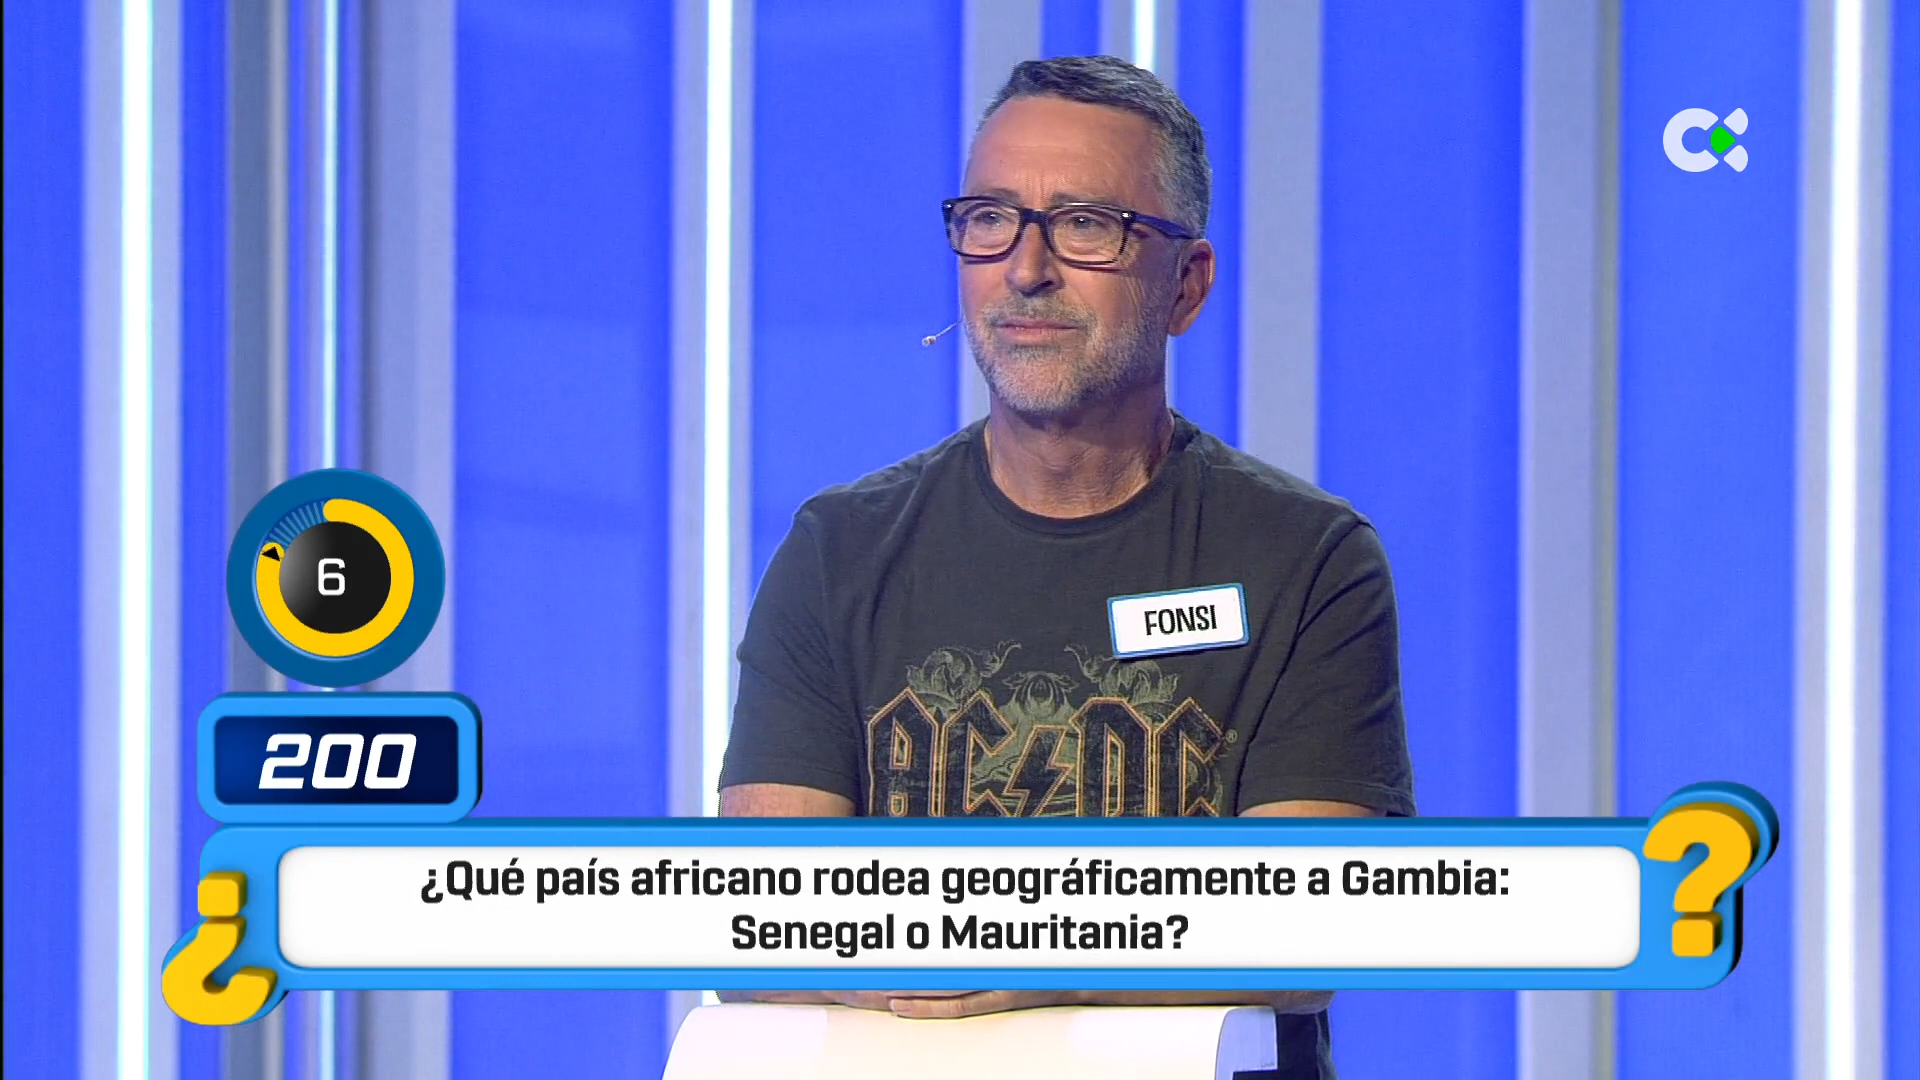 6
FONSI
AC DC
200
¿Qué país africano rodea geográficamente a Gambia:
Senegal o Mauritania?